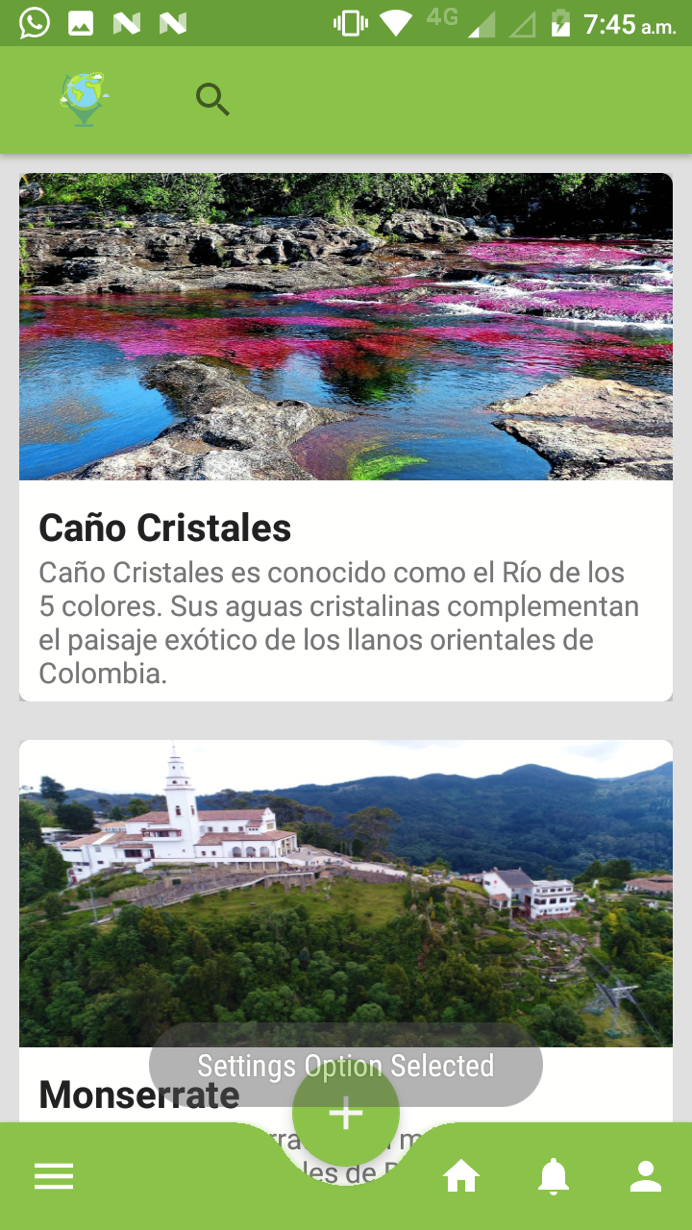 4G 7:45 a.m.
Caño Cristales
Caño Cristales es conocido como el Río de los
5 colores. Sus aguas cristalinas complementan
el paisaje exótico de los llanos orientales de
Colombia.
Settings Option Selected
Monserrate
de